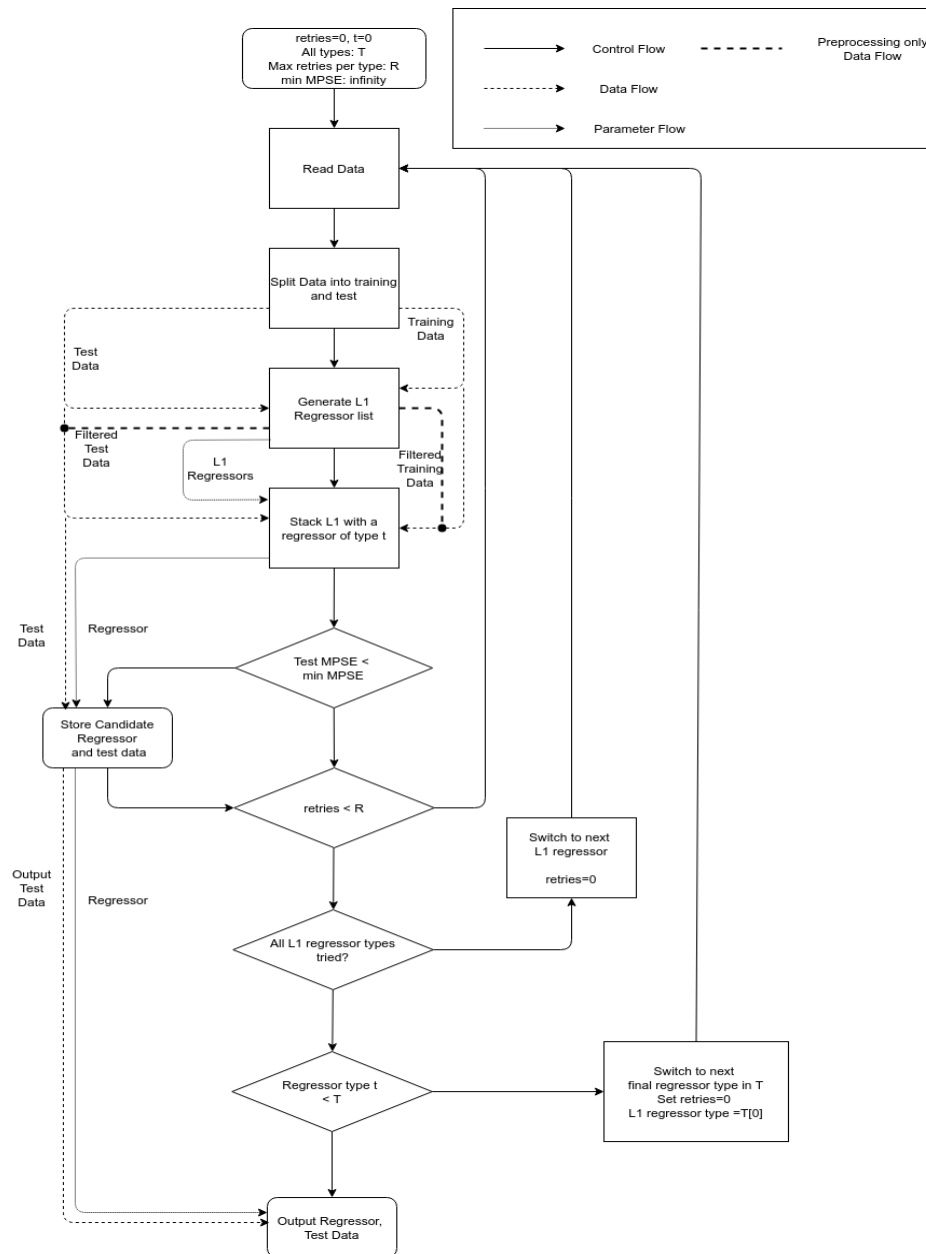 retries=0, t=0
All types: T
Max retries per type: R
min MPSE: infinity
Control Flow
Preprocessing only
Data Flow
Data Flow
Parameter Flow
Read Data
Split Data into training
and test
Training
Data
Test
Data
Generate L1
Regressor list
Filtered
Test
Data
L1
Regressors
Filtered
Training
Data
Stack L1 with a
regressor of type t
Test
Data
Regressor
Test MPSE <
min MPSE
Store Candidate
Regressor
and test data
retries < R
Switch to next
L1 regressor
retries=0
Output
Test
Data
Regressor
All L1 regressor types
tried?
Regressor type t
< T
Switch to next
final regressor type in T
Set retries=0
L1 regressor type =T[0]
Output Regressor,
Test Data